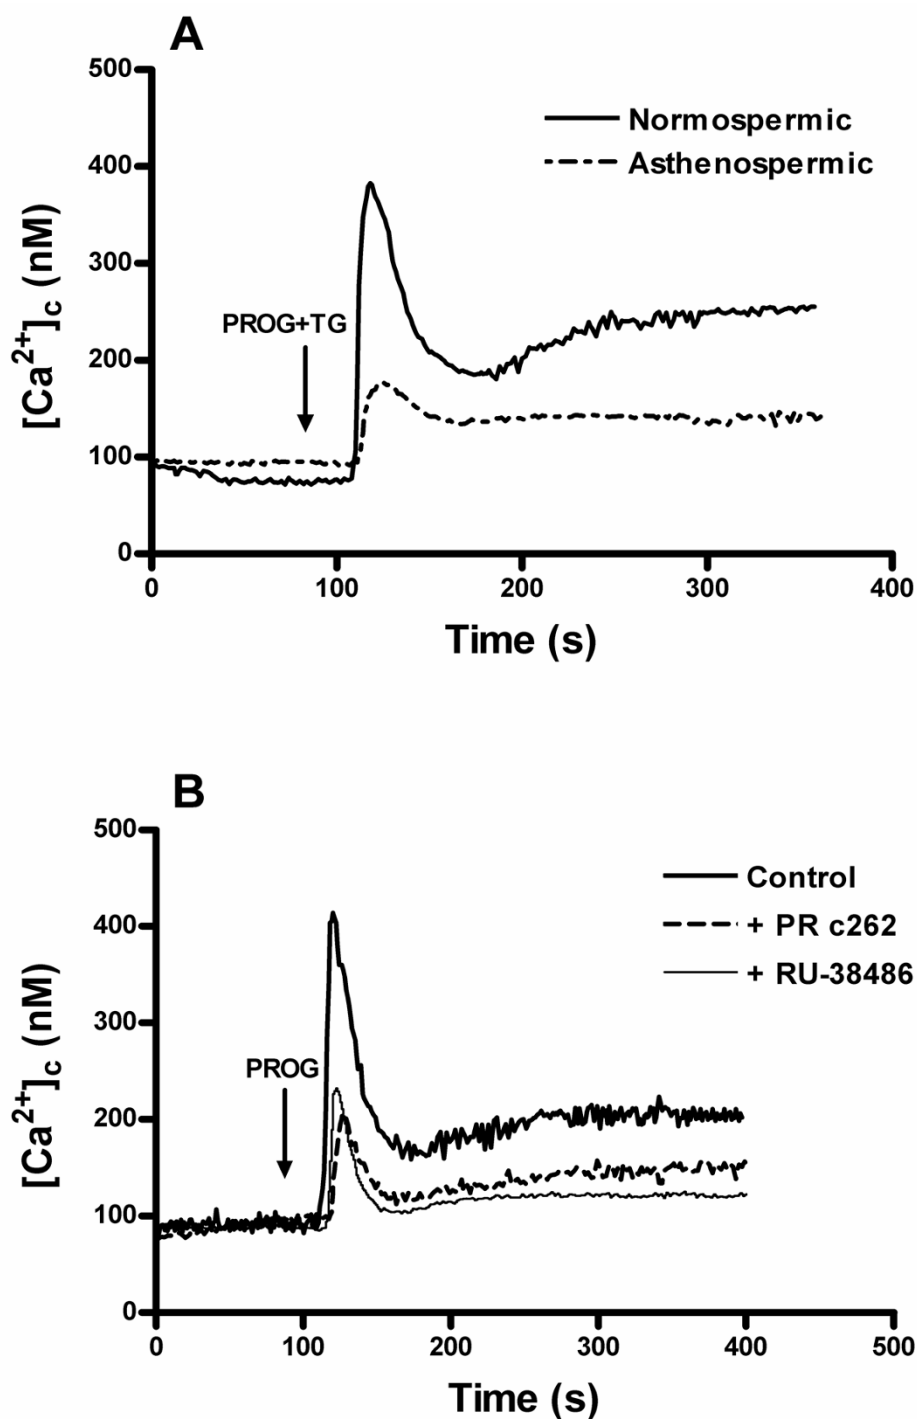 A
500
400
300
200
100
0
[Ca²⁺]c (nM)
Normospermic
Asthenospermic
PROG+TG
0 100 200 300 400
Time (s)
B
500
400
300
200
100
0
[Ca²⁺]c (nM)
Control
+ PR c262
+ RU-38486
PROG
0 100 200 300 400 500
Time (s)